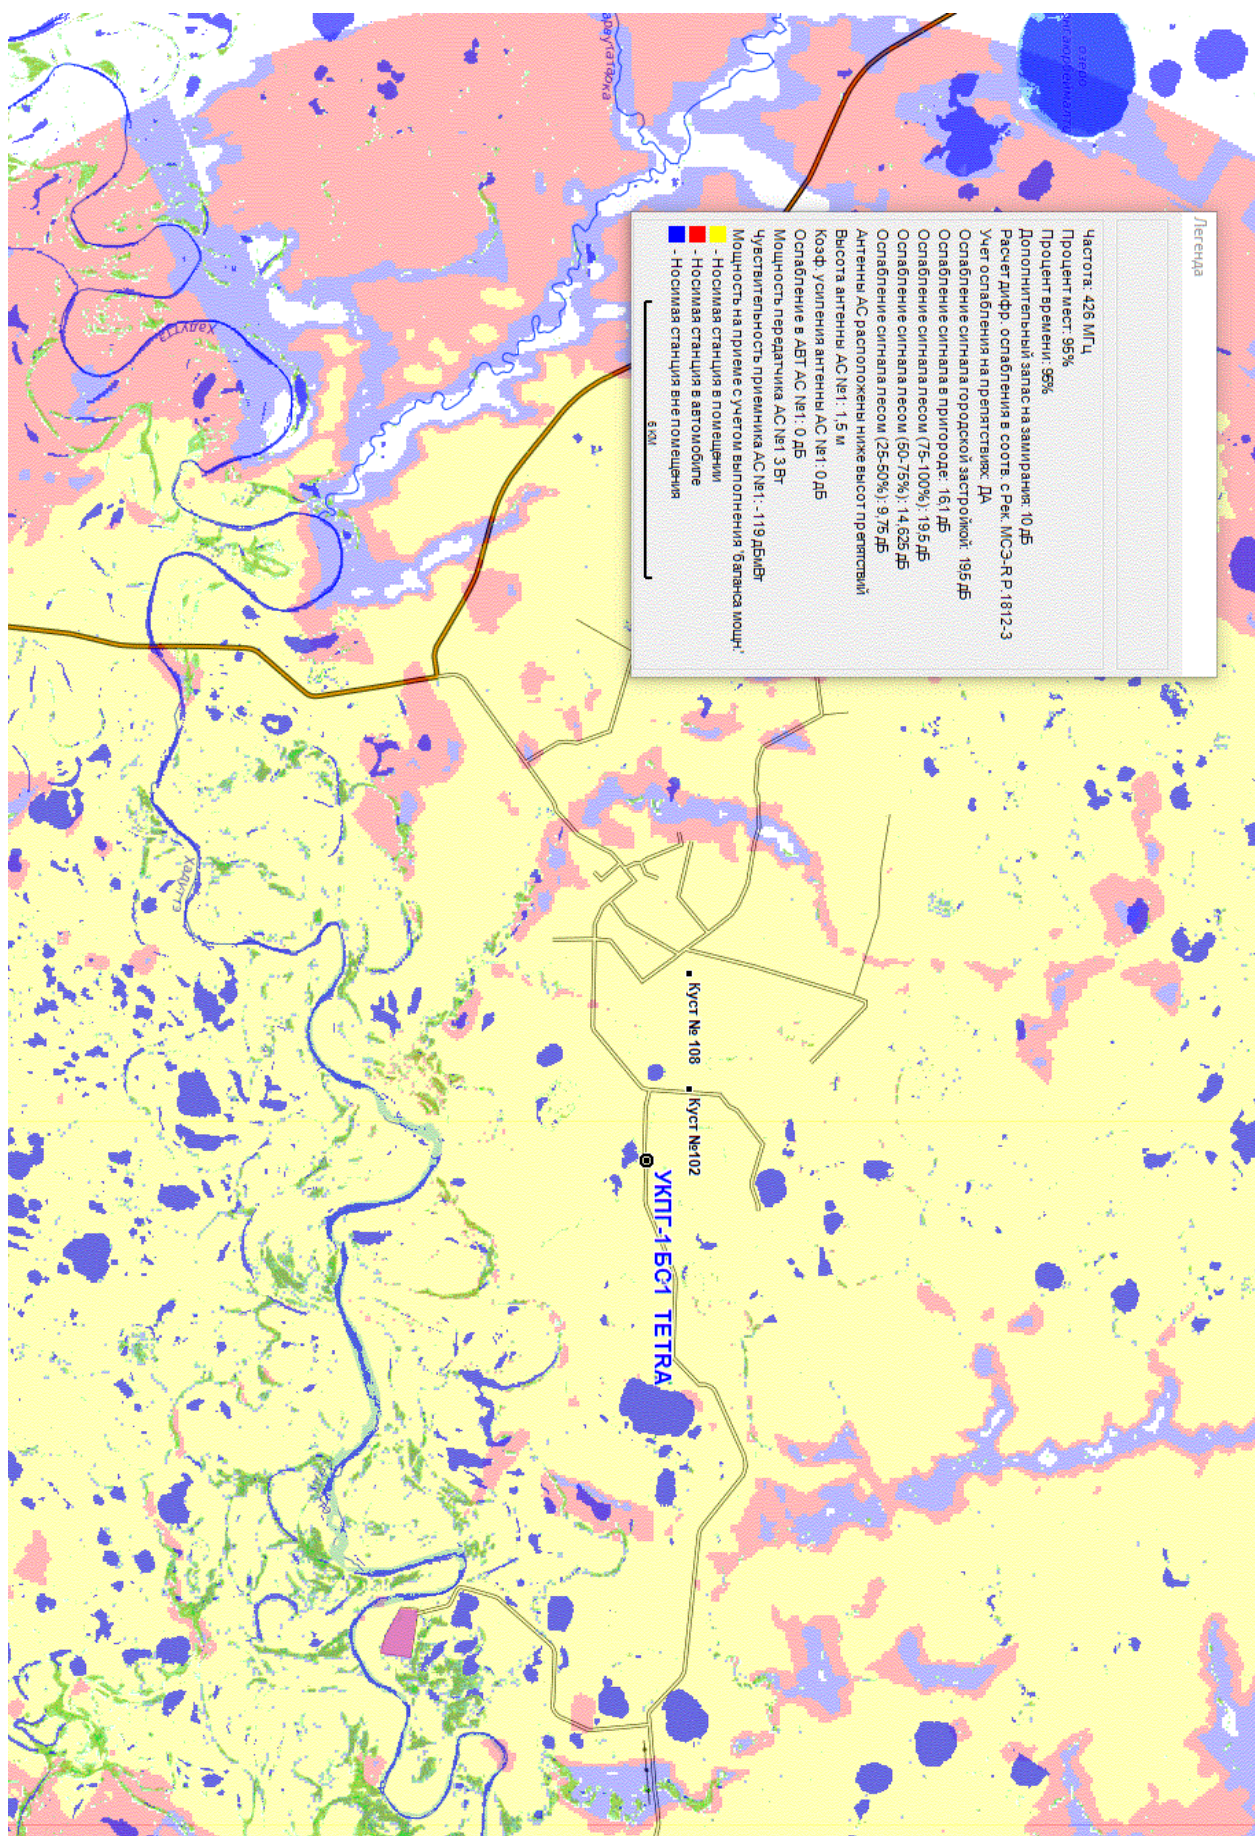 Легенда
Частота: 426 МГц
Процент мест: 95%
Процент времени: 95%
Дополнительный запас на замирания: 10 дБ
Расчет дифр. ослабления в соотв. с Рек. МСЭ-R P.1812-3
Учет ослабления на препятствиях: ДА
Ослабление сигнала городской застройкой: 19,5 дБ
Ослабление сигнала в пригороде: 16,1 дБ
Ослабление сигнала лесом (75-100%): 19,5 дБ
Ослабление сигнала лесом (50-75%): 14,625 дБ
Ослабление сигнала лесом (25-50%): 9,75 дБ
Антенны АС расположены ниже высот препятствий
Высота антенны АС №1: 1,5 м
Коэф. усиления антенны АС №1: 0 дБ
Ослабление в АВТ АС №1: 0 дБ
Мощность передатчика АС №1 3 Вт
Чувствительность приемника АС №1: -119 дБмВт
Мощность на приеме с учетом выполнения 'баланса мощн.'
- Носимая станция в помещении
- Носимая станция в автомобиле
- Носимая станция вне помещения
6 КМ
озеро
Хадуттэ
Хадуттэ
Куст № 108
Куст №102
УКПГ-1 БС1 TETRA